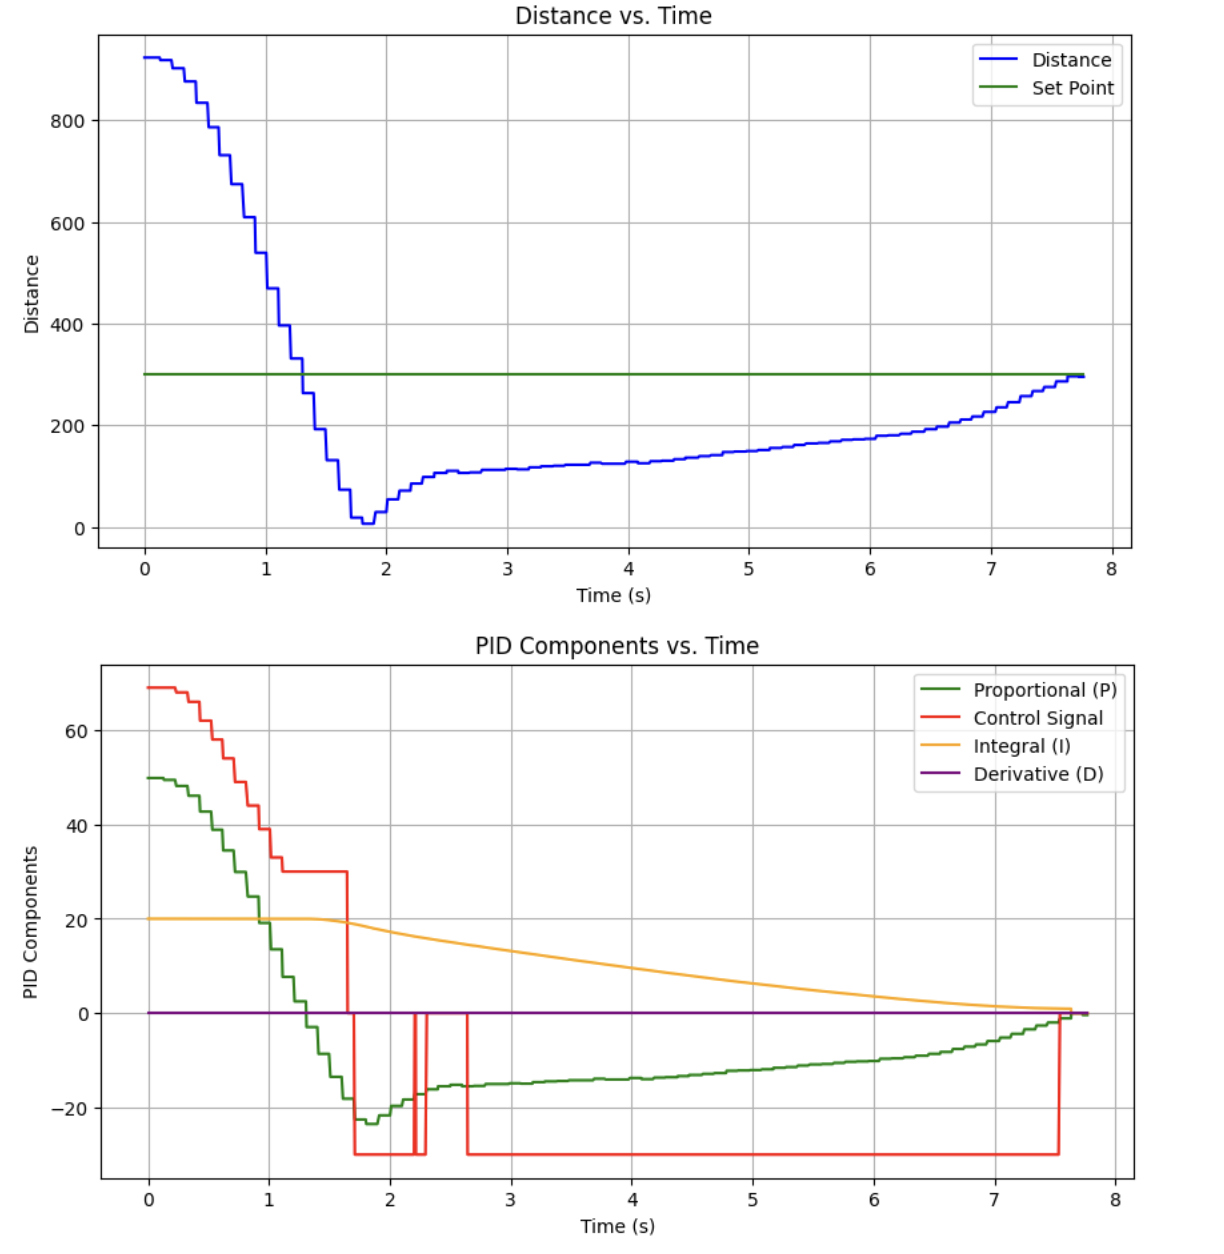 Distance vs. Time
Distance
Set Point
800
600
400
200
0
Distance
0 1 2 3 4 5 6 7 8
Time (s)
PID Components vs. Time
Proportional (P)
Control Signal
Integral (I)
Derivative (D)
60
40
20
0
−20
PID Components
0 1 2 3 4 5 6 7 8
Time (s)